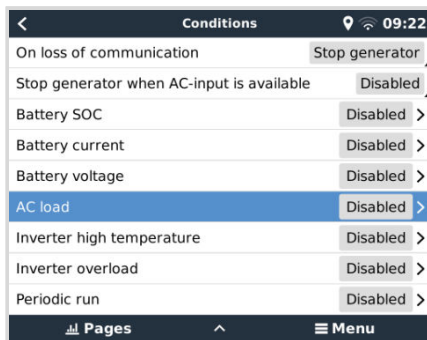 Conditions 09:22
On loss of communication Stop generator
Stop generator when AC-input is available Disabled
Battery SOC Disabled
Battery current Disabled
Battery voltage Disabled
AC load Disabled
Inverter high temperature Disabled
Inverter overload Disabled
Periodic run Disabled
Pages Menu